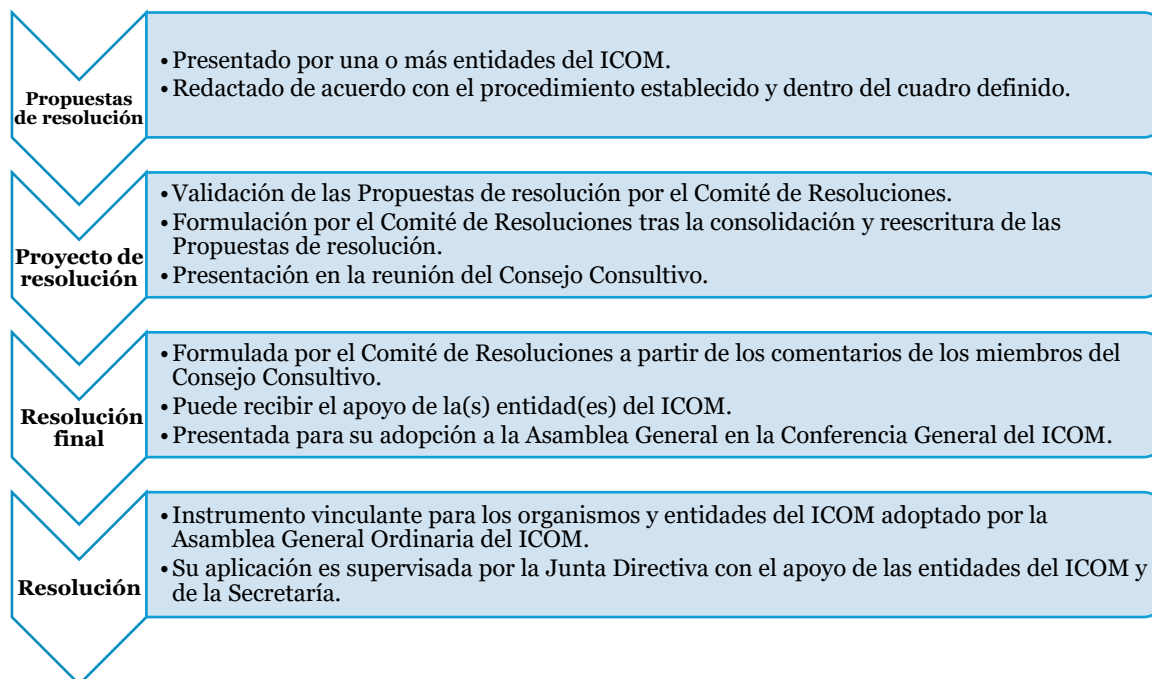 Propuestas
de resolución
• Presentado por una o más entidades del ICOM.
• Redactado de acuerdo con el procedimiento establecido y dentro del cuadro definido.
Proyecto de
resolución
• Validación de las Propuestas de resolución por el Comité de Resoluciones.
• Formulación por el Comité de Resoluciones tras la consolidación y reescritura de las
Propuestas de resolución.
• Presentación en la reunión del Consejo Consultivo.
Resolución
final
• Formulada por el Comité de Resoluciones a partir de los comentarios de los miembros del
Consejo Consultivo.
• Puede recibir el apoyo de la(s) entidad(es) del ICOM.
• Presentada para su adopción a la Asamblea General en la Conferencia General del ICOM.
Resolución
• Instrumento vinculante para los organismos y entidades del ICOM adoptado por la
Asamblea General Ordinaria del ICOM.
• Su aplicación es supervisada por la Junta Directiva con el apoyo de las entidades del ICOM y
de la Secretaría.